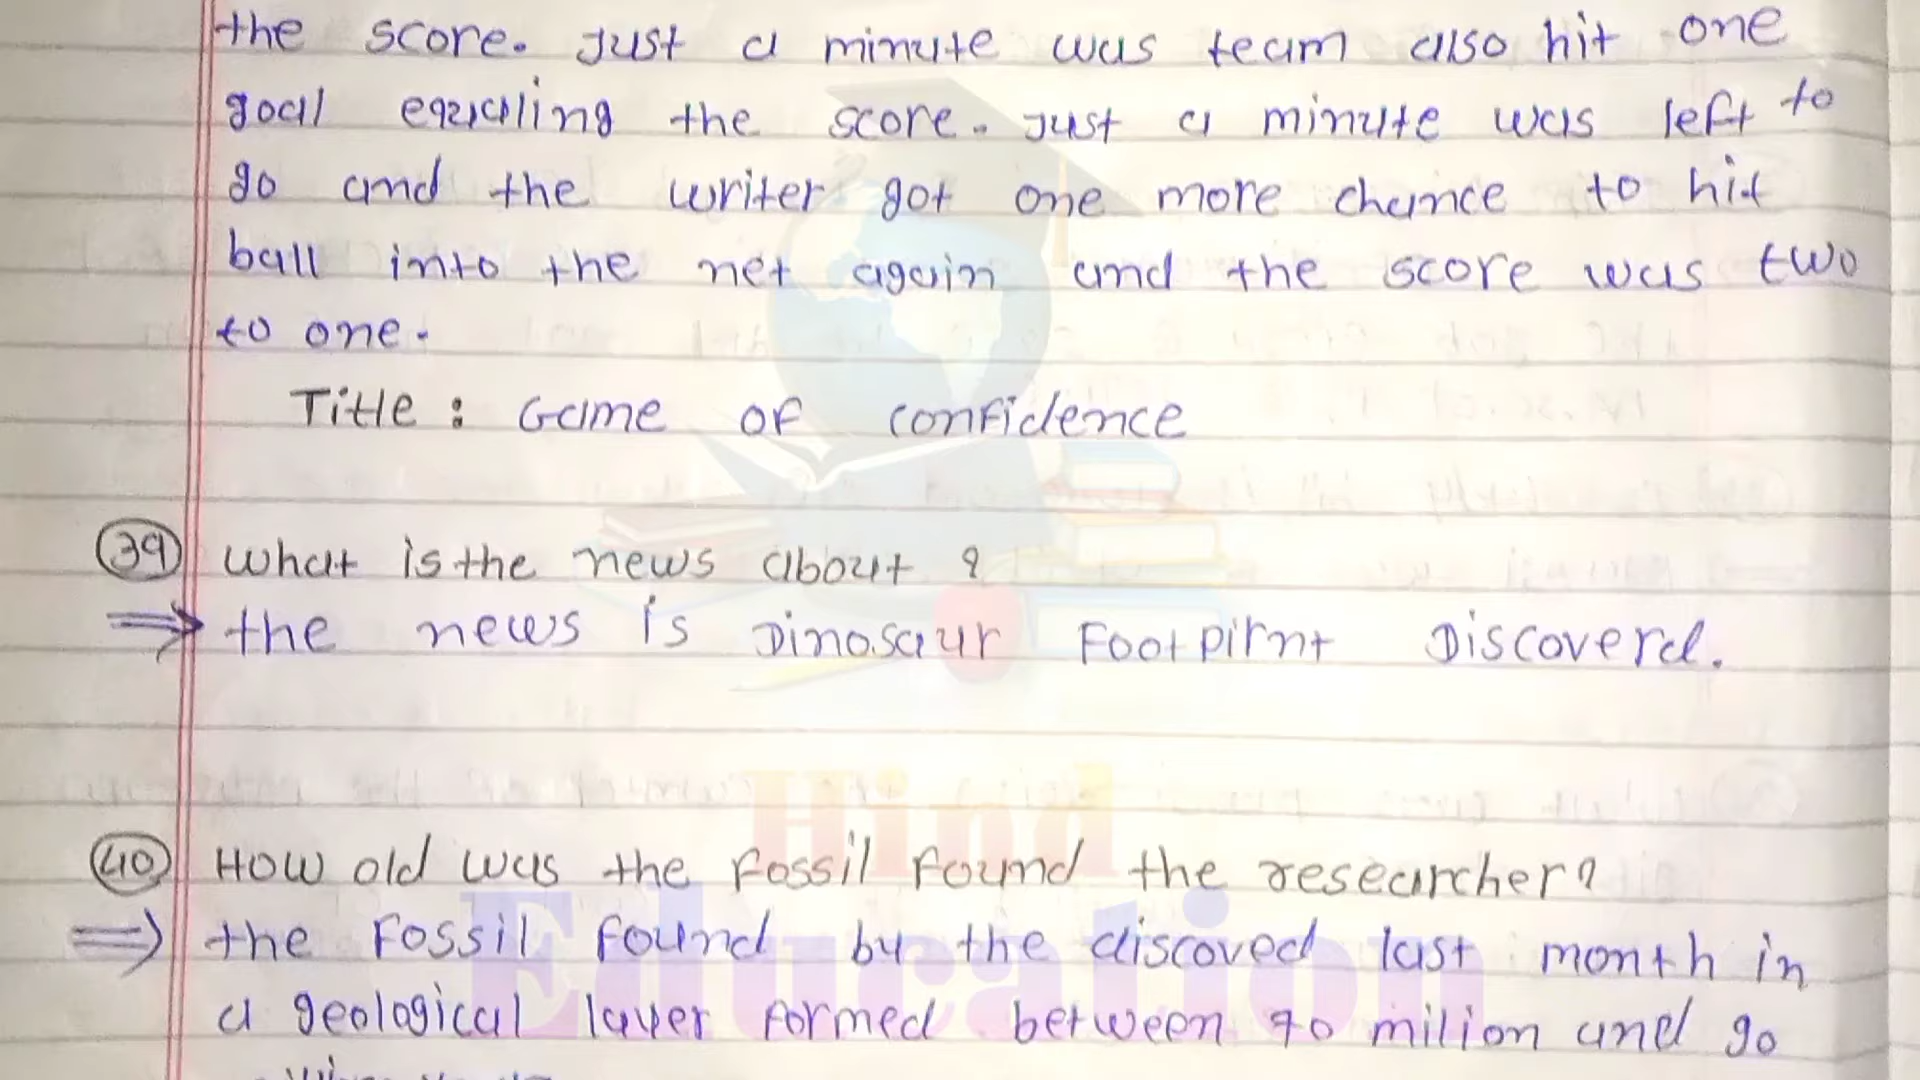 the score. Just a minute was team also hit one
goal equaling the score. Just a minute was left to
go and the writer got one more chance to hit
ball into the net again and the score was two
to one.
Title : Game of confidence
39 What is the news about ?
⇒ the news is Dinosaur Footpirnt Discovered.
Hind
40 How old was the fossil found the researcher?
⇒ the Fossil found by the discoved last month in
Education
a geological layer formed between 90 milion and 90